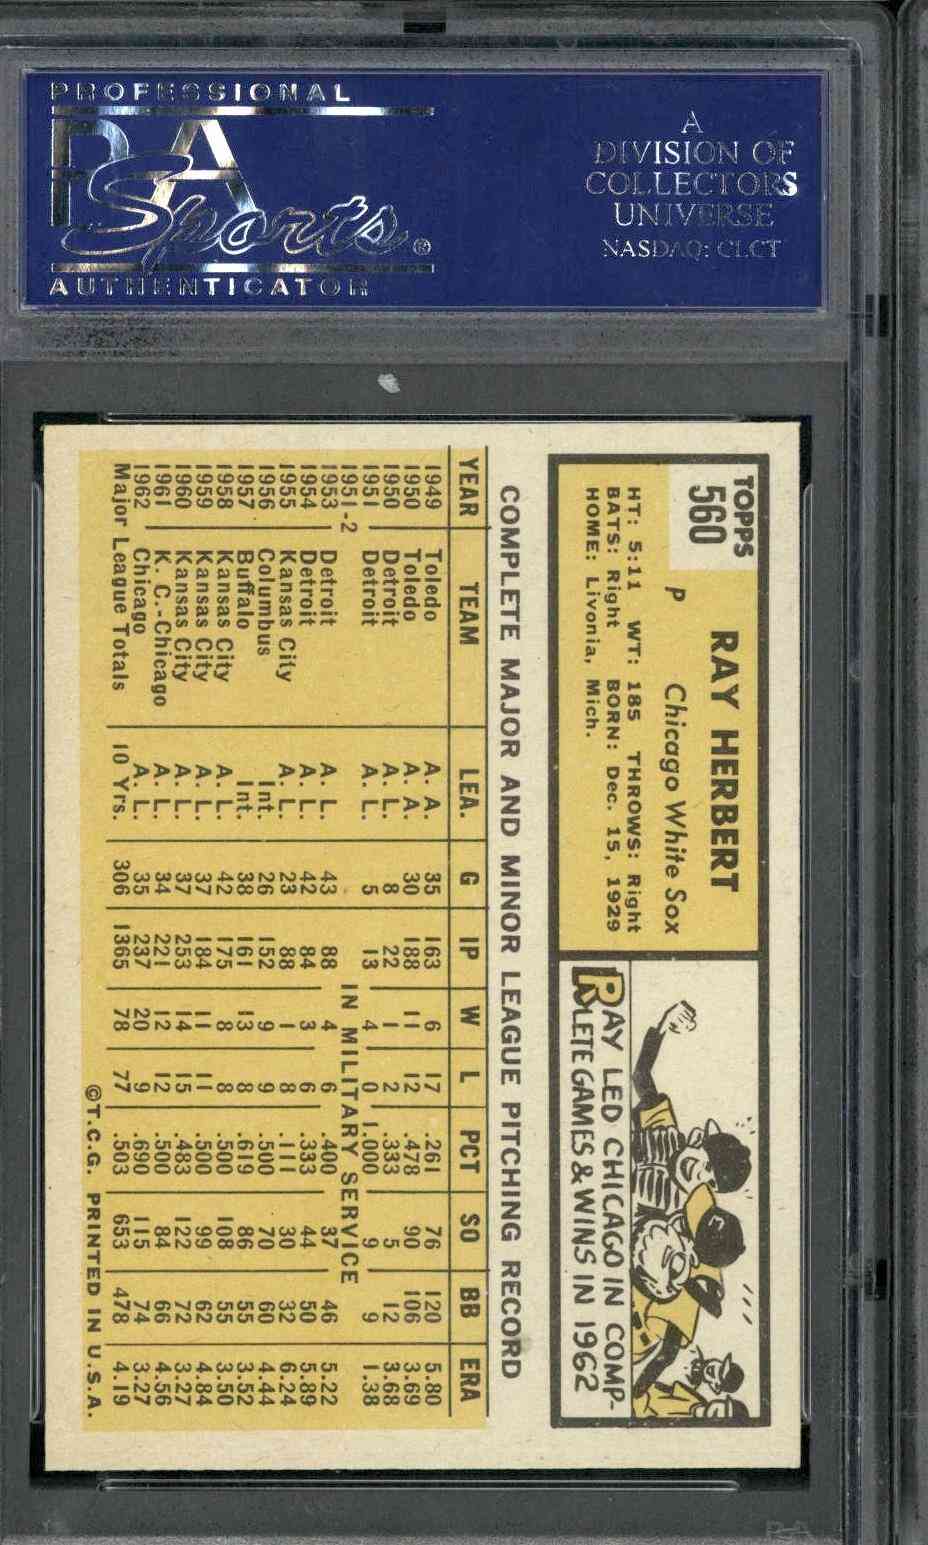 PROFESSIONAL
PSA
Sports®
AUTHENTICATOR
A
DIVISION OF
COLLECTORS
UNIVERSE
NASDAQ: CLCT
TOPPS
560
RAY HERBERT
P Chicago White Sox
HT: 5:11 WT: 185 THROWS: Right
BATS: Right BORN: Dec. 15, 1929
HOME: Livonia, Mich.
RAY LED CHICAGO IN COMP-
LETE GAMES & WINS IN 1962
COMPLETE MAJOR AND MINOR LEAGUE PITCHING RECORD
YEAR TEAM LEA. G IP W L PCT SO BB ERA
1949 Toledo A. A. 35 163 6 17 .261 76 120 5.80
1950 Toledo A. A. 30 188 11 12 .478 90 106 3.69
1950 Detroit A. L. 8 22 1 2 .333 5 12 3.68
1951 Detroit A. L. 5 13 4 0 1.000 9 9 1.38
1951-2 IN MILITARY SERVICE
1953 Detroit A. L. 43 88 4 6 .400 37 46 5.22
1954 Detroit A. L. 42 84 3 6 .333 44 50 5.89
1955 Kansas City A. L. 23 88 1 8 .111 30 32 6.24
1956 Columbus Int. 26 152 9 9 .500 70 60 4.44
1957 Buffalo Int. 38 161 13 8 .619 86 55 3.52
1958 Kansas City A. L. 42 175 8 8 .500 108 55 3.50
1959 Kansas City A. L. 37 184 11 11 .500 99 62 4.84
1960 Kansas City A. L. 37 253 14 15 .483 122 72 3.27
1961 K. C.-Chicago A. L. 34 221 12 12 .500 84 66 4.56
1962 Chicago A. L. 35 237 20 9 .690 115 74 3.27
Major League Totals 10 Yrs. 306 1365 78 77 .503 653 478 4.19
©T.C.G. PRINTED IN U.S.A.